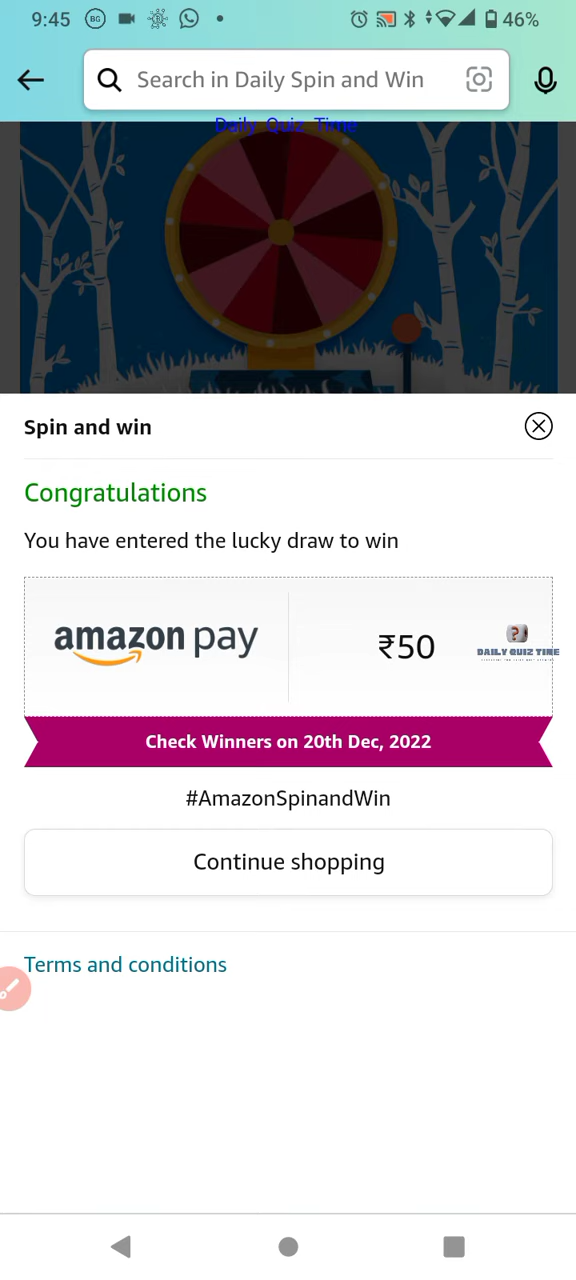 9:45 BG 46%
Search in Daily Spin and Win
Daily Quiz Time
Spin and win
Congratulations
You have entered the lucky draw to win
amazon pay
₹50
?
DAILY QUIZ TIME
Check Winners on 20th Dec, 2022
#AmazonSpinandWin
Continue shopping
Terms and conditions